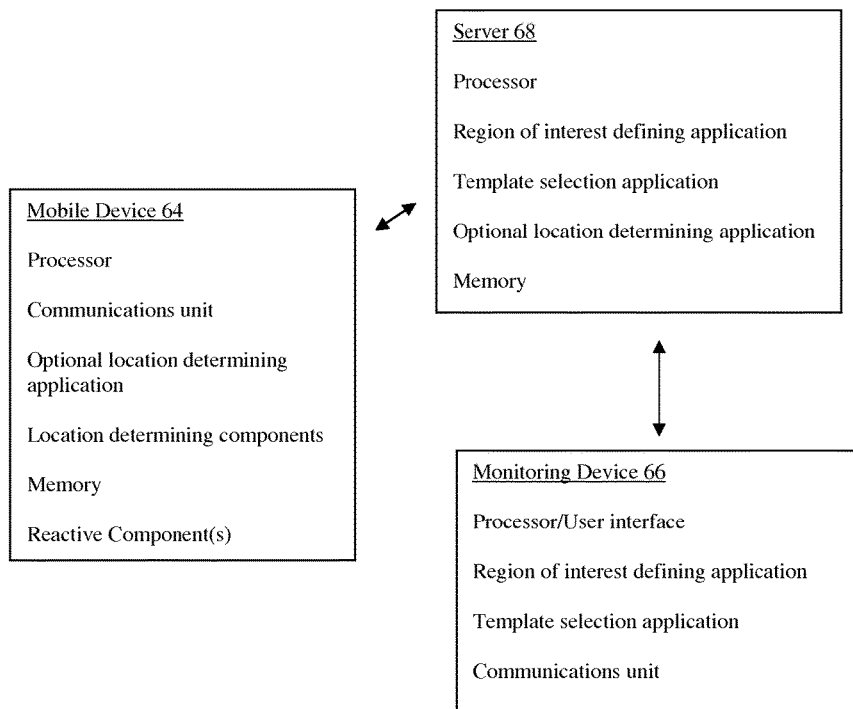 Server 68
Processor
Region of interest defining application
Template selection application
Optional location determining application
Memory
Mobile Device 64
Processor
Communications unit
Optional location determining
application
Location determining components
Memory
Reactive Component(s)
Monitoring Device 66
Processor/User interface
Region of interest defining application
Template selection application
Communications unit